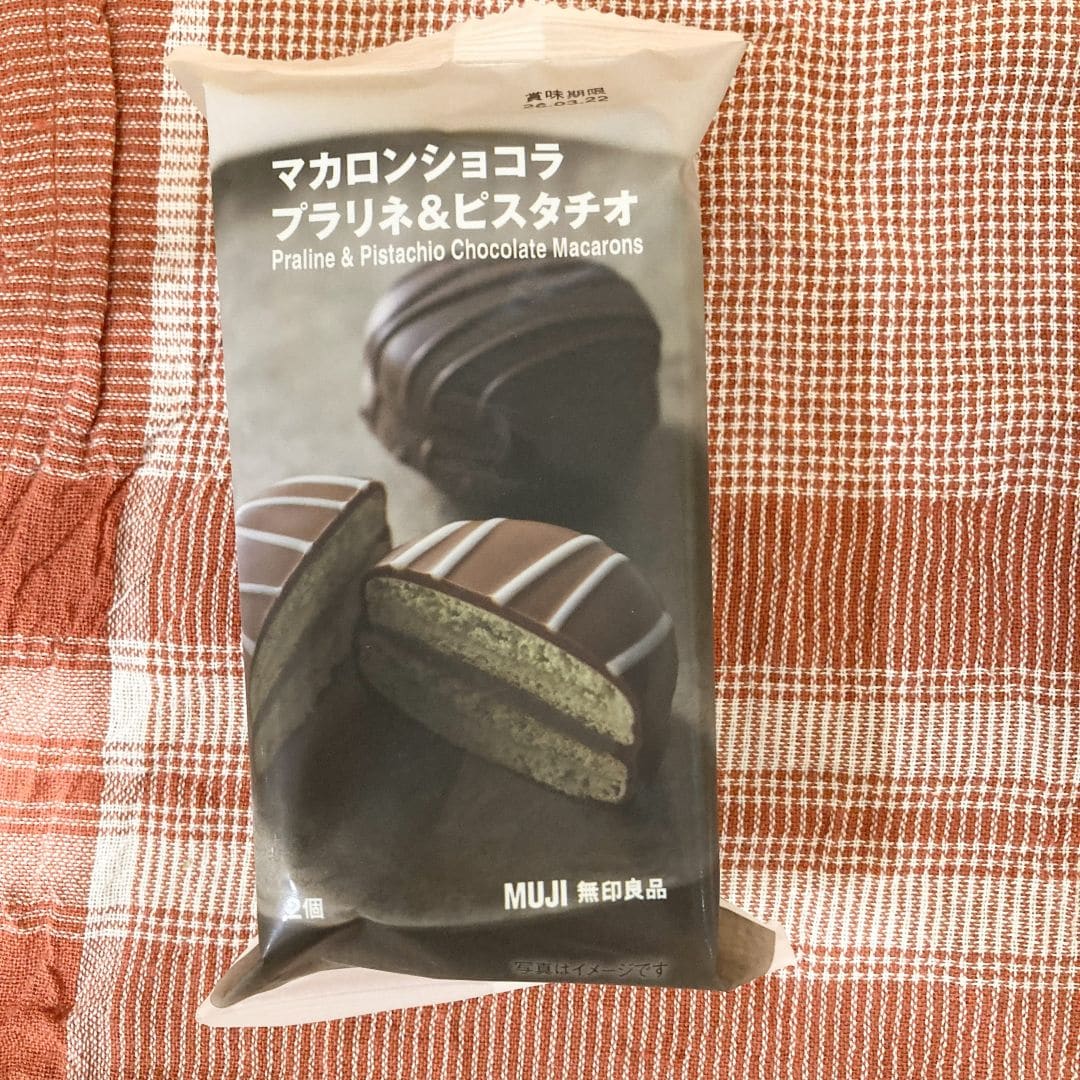 賞味期限
26.03.22
マカロンショコラ
プラリネ&ピスタチオ
Praline & Pistachio Chocolate Macarons
2個
MUJI 無印良品
写真はイメージです